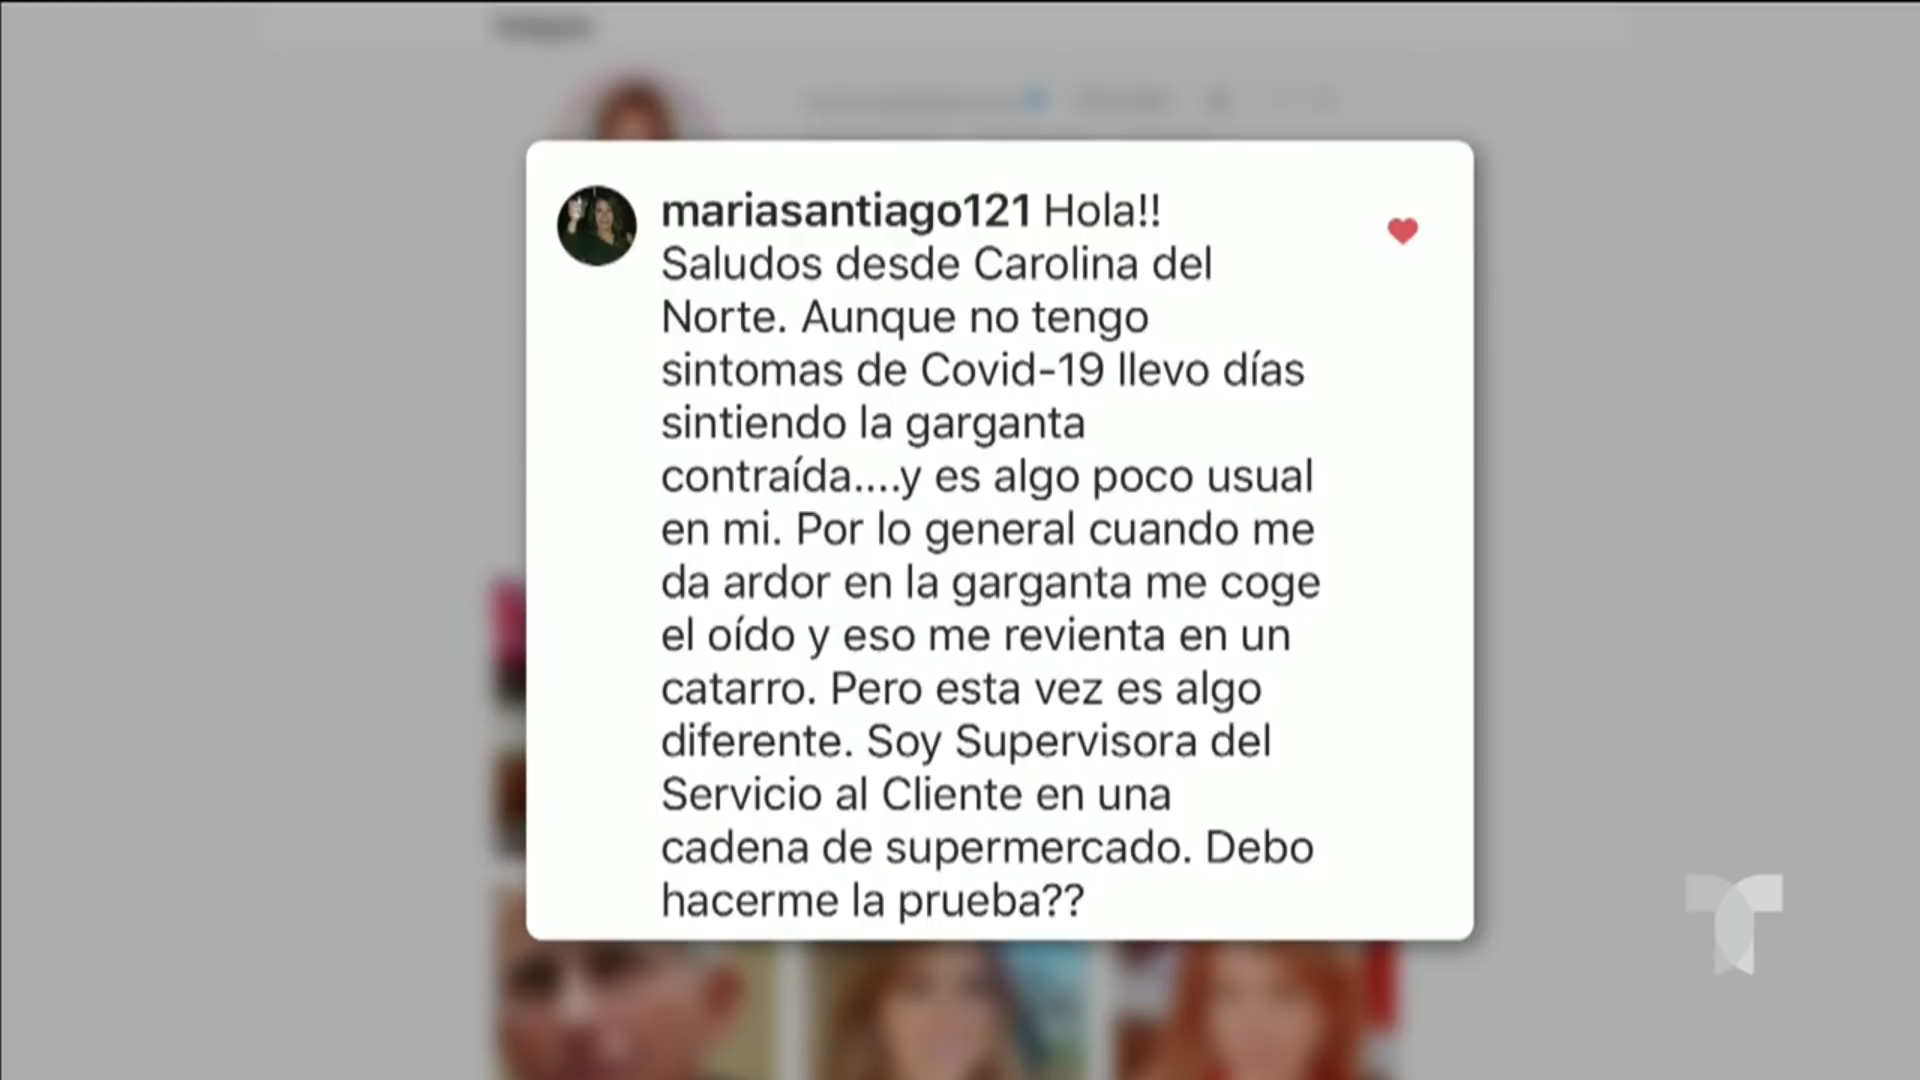 mariasantiago121 Hola!!
Saludos desde Carolina del
Norte. Aunque no tengo
sintomas de Covid-19 llevo días
sintiendo la garganta
contraída....y es algo poco usual
en mi. Por lo general cuando me
da ardor en la garganta me coge
el oído y eso me revienta en un
catarro. Pero esta vez es algo
diferente. Soy Supervisora del
Servicio al Cliente en una
cadena de supermercado. Debo
hacerme la prueba??